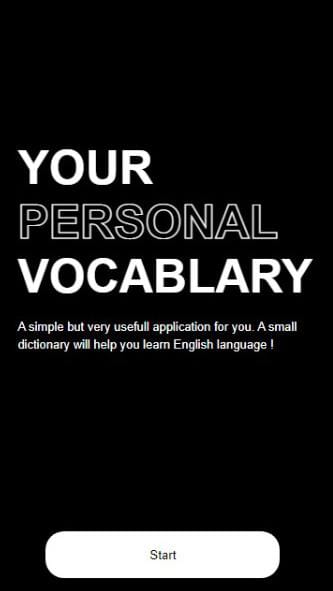 YOUR
PERSONAL
VOCABLARY
A simple but very usefull application for you. A small
dictionary will help you learn English language !
Start